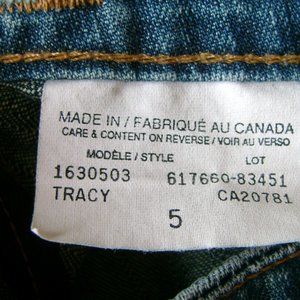 MADE IN / FABRIQUÉ AU CANADA
CARE & CONTENT ON REVERSE / VOIR AU VERSO
MODÈLE / STYLE LOT
1630503 617660-83451
TRACY CA20781
5